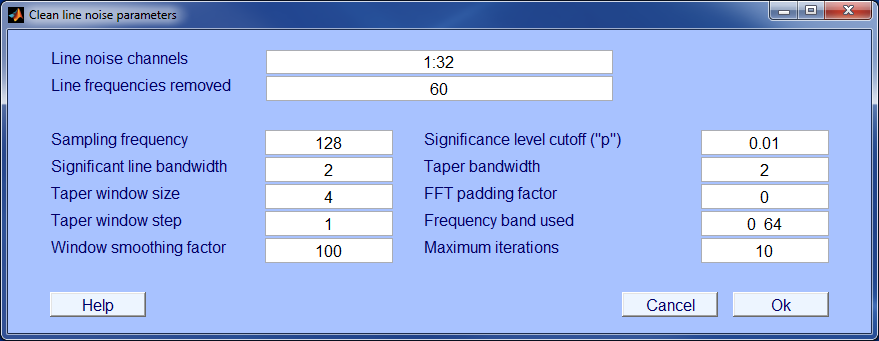 Clean line noise parameters
Line noise channels 1:32
Line frequencies removed 60
Sampling frequency 128 Significance level cutoff ("p") 0.01
Significant line bandwidth 2 Taper bandwidth 2
Taper window size 4 FFT padding factor 0
Taper window step 1 Frequency band used 0 64
Window smoothing factor 100 Maximum iterations 10
Help Cancel Ok